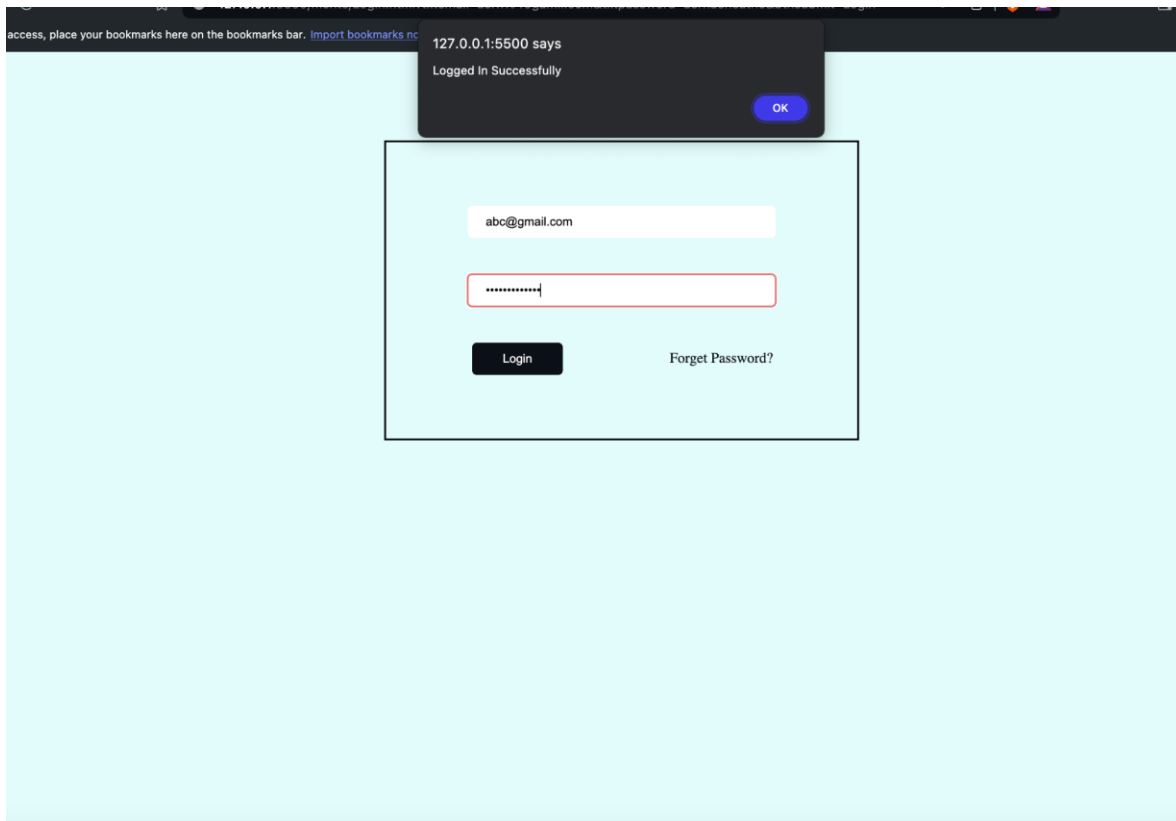 access, place your bookmarks here on the bookmarks bar. Import bookmarks
127.0.0.1:5500 says
Logged In Successfully
OK
abc@gmail.com
Login
Forget Password?